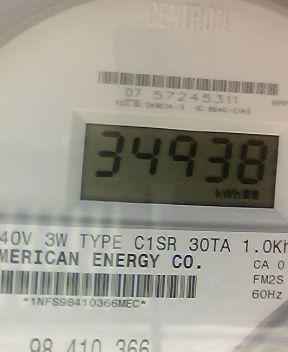 CENTRON®
07 57245311
34938
kWh
40V 3W TYPE C1SR 30TA 1.0Kh
MERICAN ENERGY CO.
CA 0
FM2S
60Hz
*1NFS98410366MEC*
98 410 366